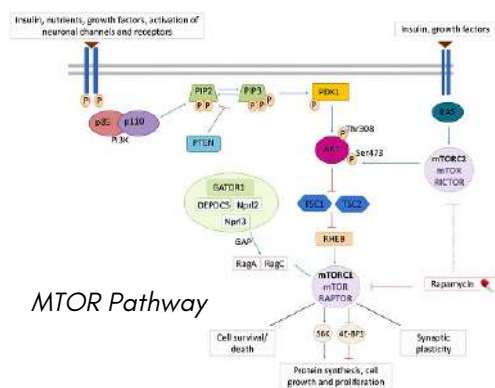 Insulin, nutrients, growth factors, activation of
neuronal channels and receptors
Insulin, growth factors
P P
p85 p110
PI3K
PIP2
P P
PIP3
P P P
PDK1
P
PTEN
RAS
P Thr308
AKT
P Ser473
mTORC2
mTOR
RICTOR
GATOR1
DEPDC5 Nprl2
Nprl3
GAP
RagA RagC
TSC1 TSC2
RHEB
mTORC1
mTOR
RAPTOR
Rapamycin
MTOR Pathway
Cell survival/
death
S6K 4E-BP1
Synaptic
plasticity
Protein synthesis, cell
growth and proliferation